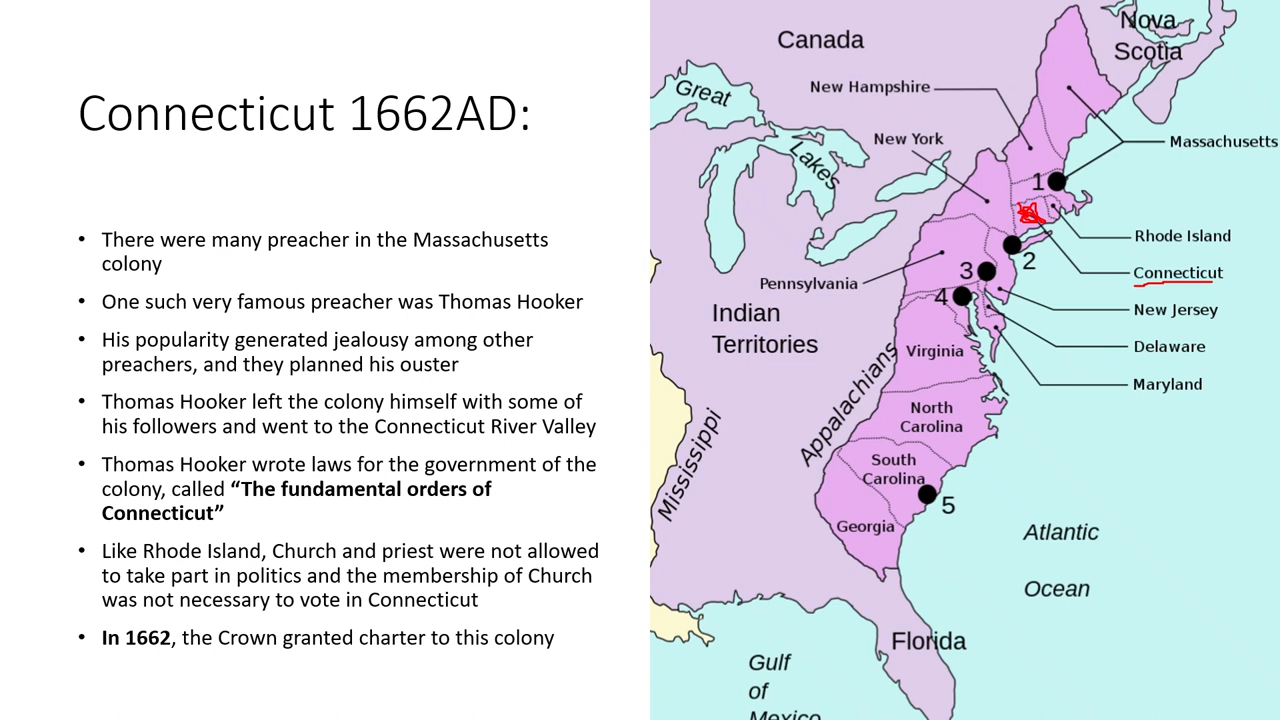 Connecticut 1662AD:
• There were many preacher in the Massachusetts
colony
• One such very famous preacher was Thomas Hooker
• His popularity generated jealousy among other
preachers, and they planned his ouster
• Thomas Hooker left the colony himself with some of
his followers and went to the Connecticut River Valley
• Thomas Hooker wrote laws for the government of the
colony, called “The fundamental orders of
Connecticut”
• Like Rhode Island, Church and priest were not allowed
to take part in politics and the membership of Church
was not necessary to vote in Connecticut
• In 1662, the Crown granted charter to this colony
Nova
Scotia
Canada
New Hampshire
Great
Lakes
New York
Massachusetts
1
Rhode Island
2
Connecticut
3
Pennsylvania
4
New Jersey
Indian
Territories
Delaware
Virginia
Maryland
Appalachians
North
Carolina
Mississippi
South
Carolina
5
Georgia
Atlantic
Ocean
Florida
Gulf
of
Mexico